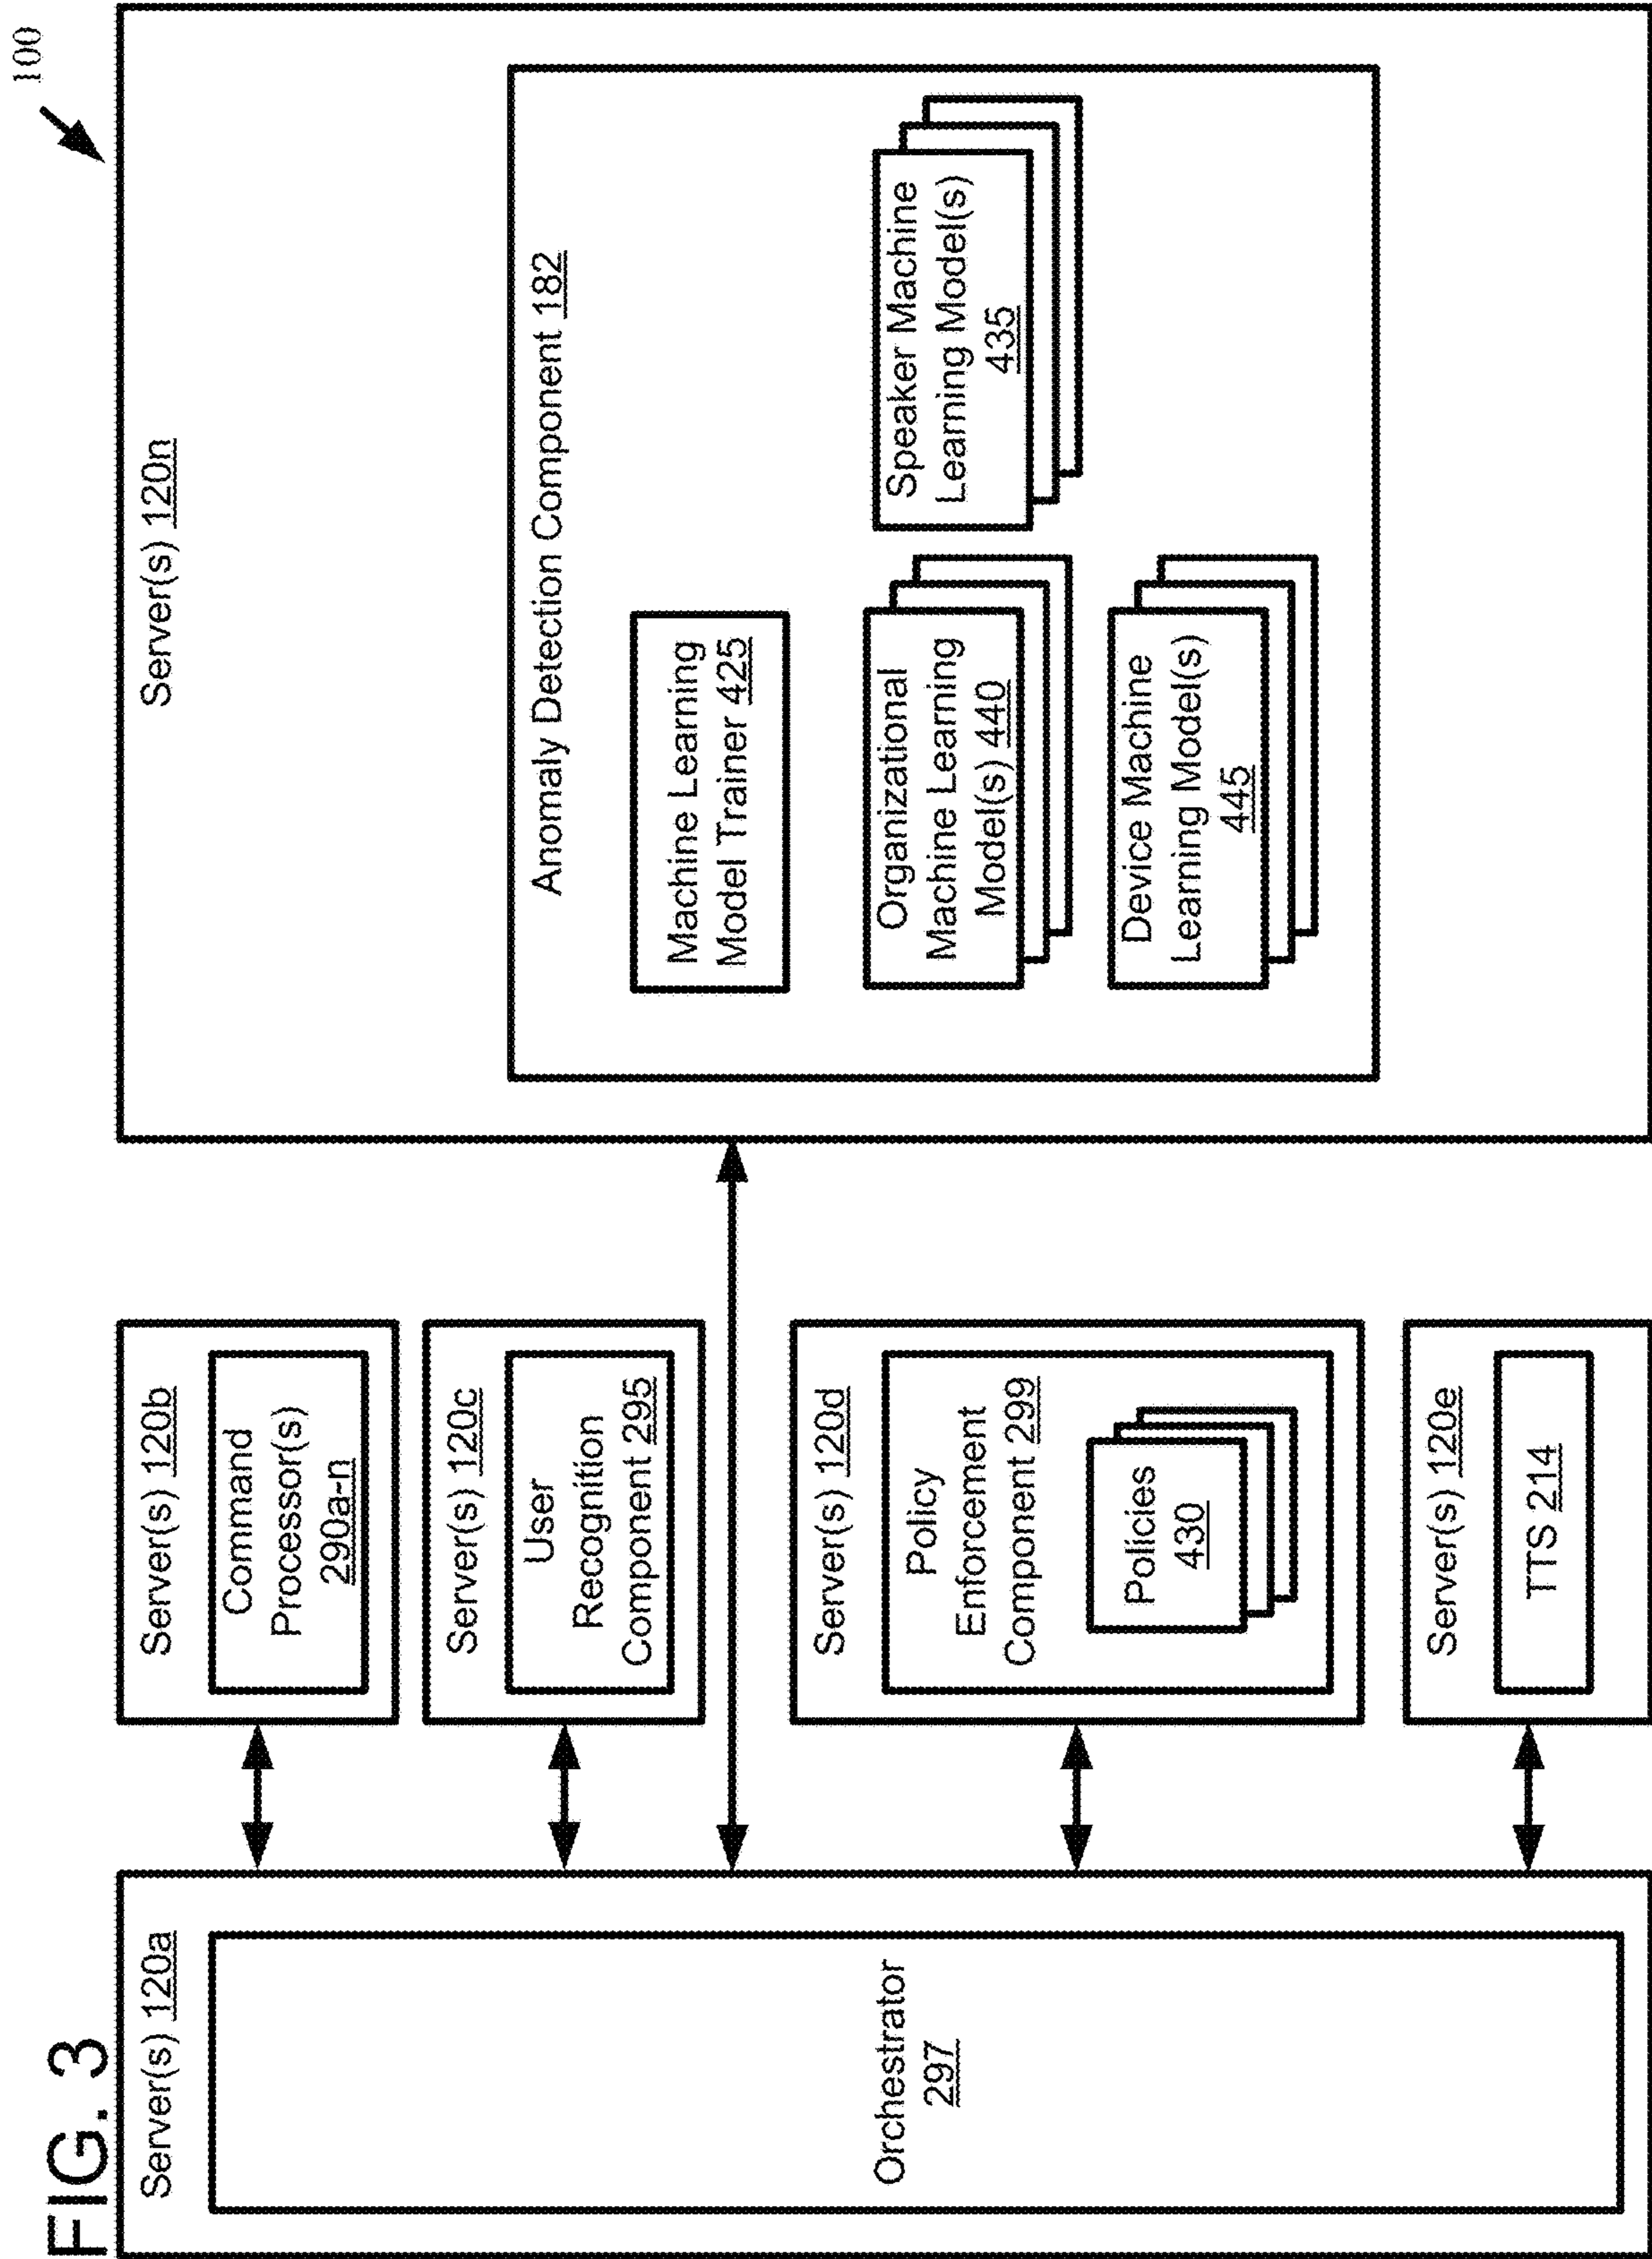 FIG. 3
100
Server(s) 120a
Orchestrator
297
Server(s) 120b
Command
Processor(s)
290a-n
Server(s) 120c
User
Recognition
Component 295
Server(s) 120d
Policy
Enforcement
Component 299
Policies
430
Server(s) 120e
TTS 214
Server(s) 120n
Anomaly Detection Component 182
Machine Learning
Model Trainer 425
Organizational
Machine Learning
Model(s) 440
Speaker Machine
Learning Model(s)
435
Device Machine
Learning Model(s)
445